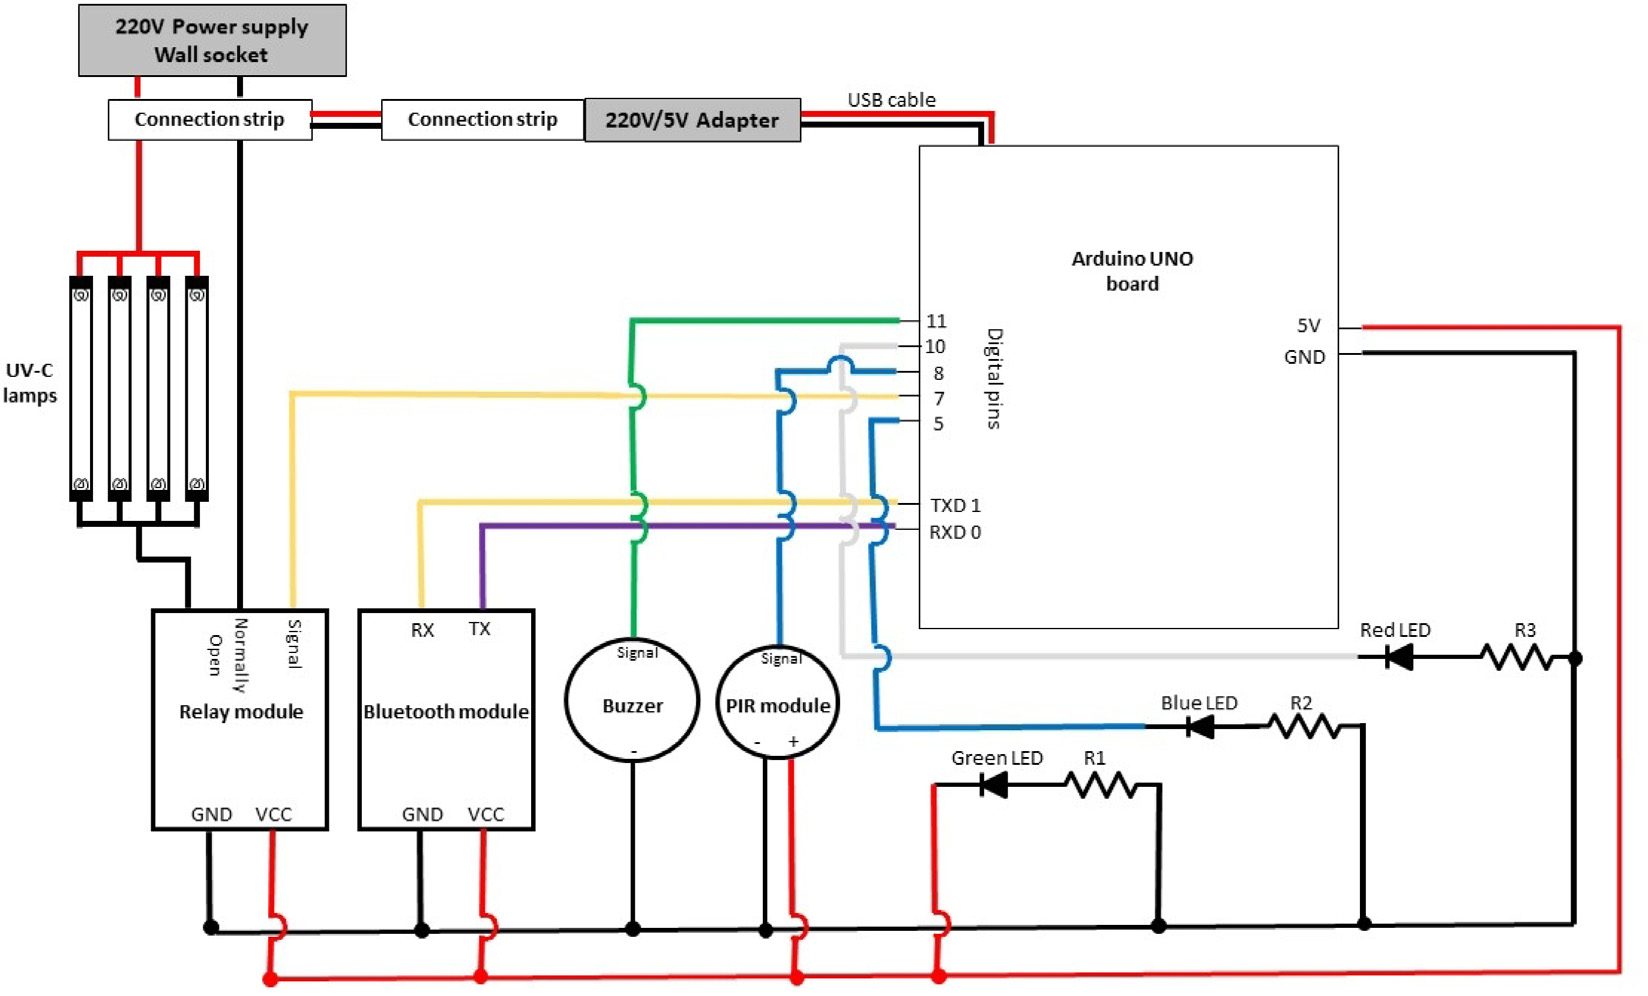 220V Power supply
Wall socket
Connection strip
Connection strip
220V/5V Adapter
USB cable
Arduino UNO
board
11
10
8
7
5
TXD 1
RXD 0
Digital pins
5V
GND
UV-C
lamps
Normally
Open
Signal
Relay module
GND
VCC
RX
TX
Bluetooth module
GND
VCC
Signal
Buzzer
-
Signal
PIR module
-
+
Red LED
R3
Blue LED
R2
Green LED
R1